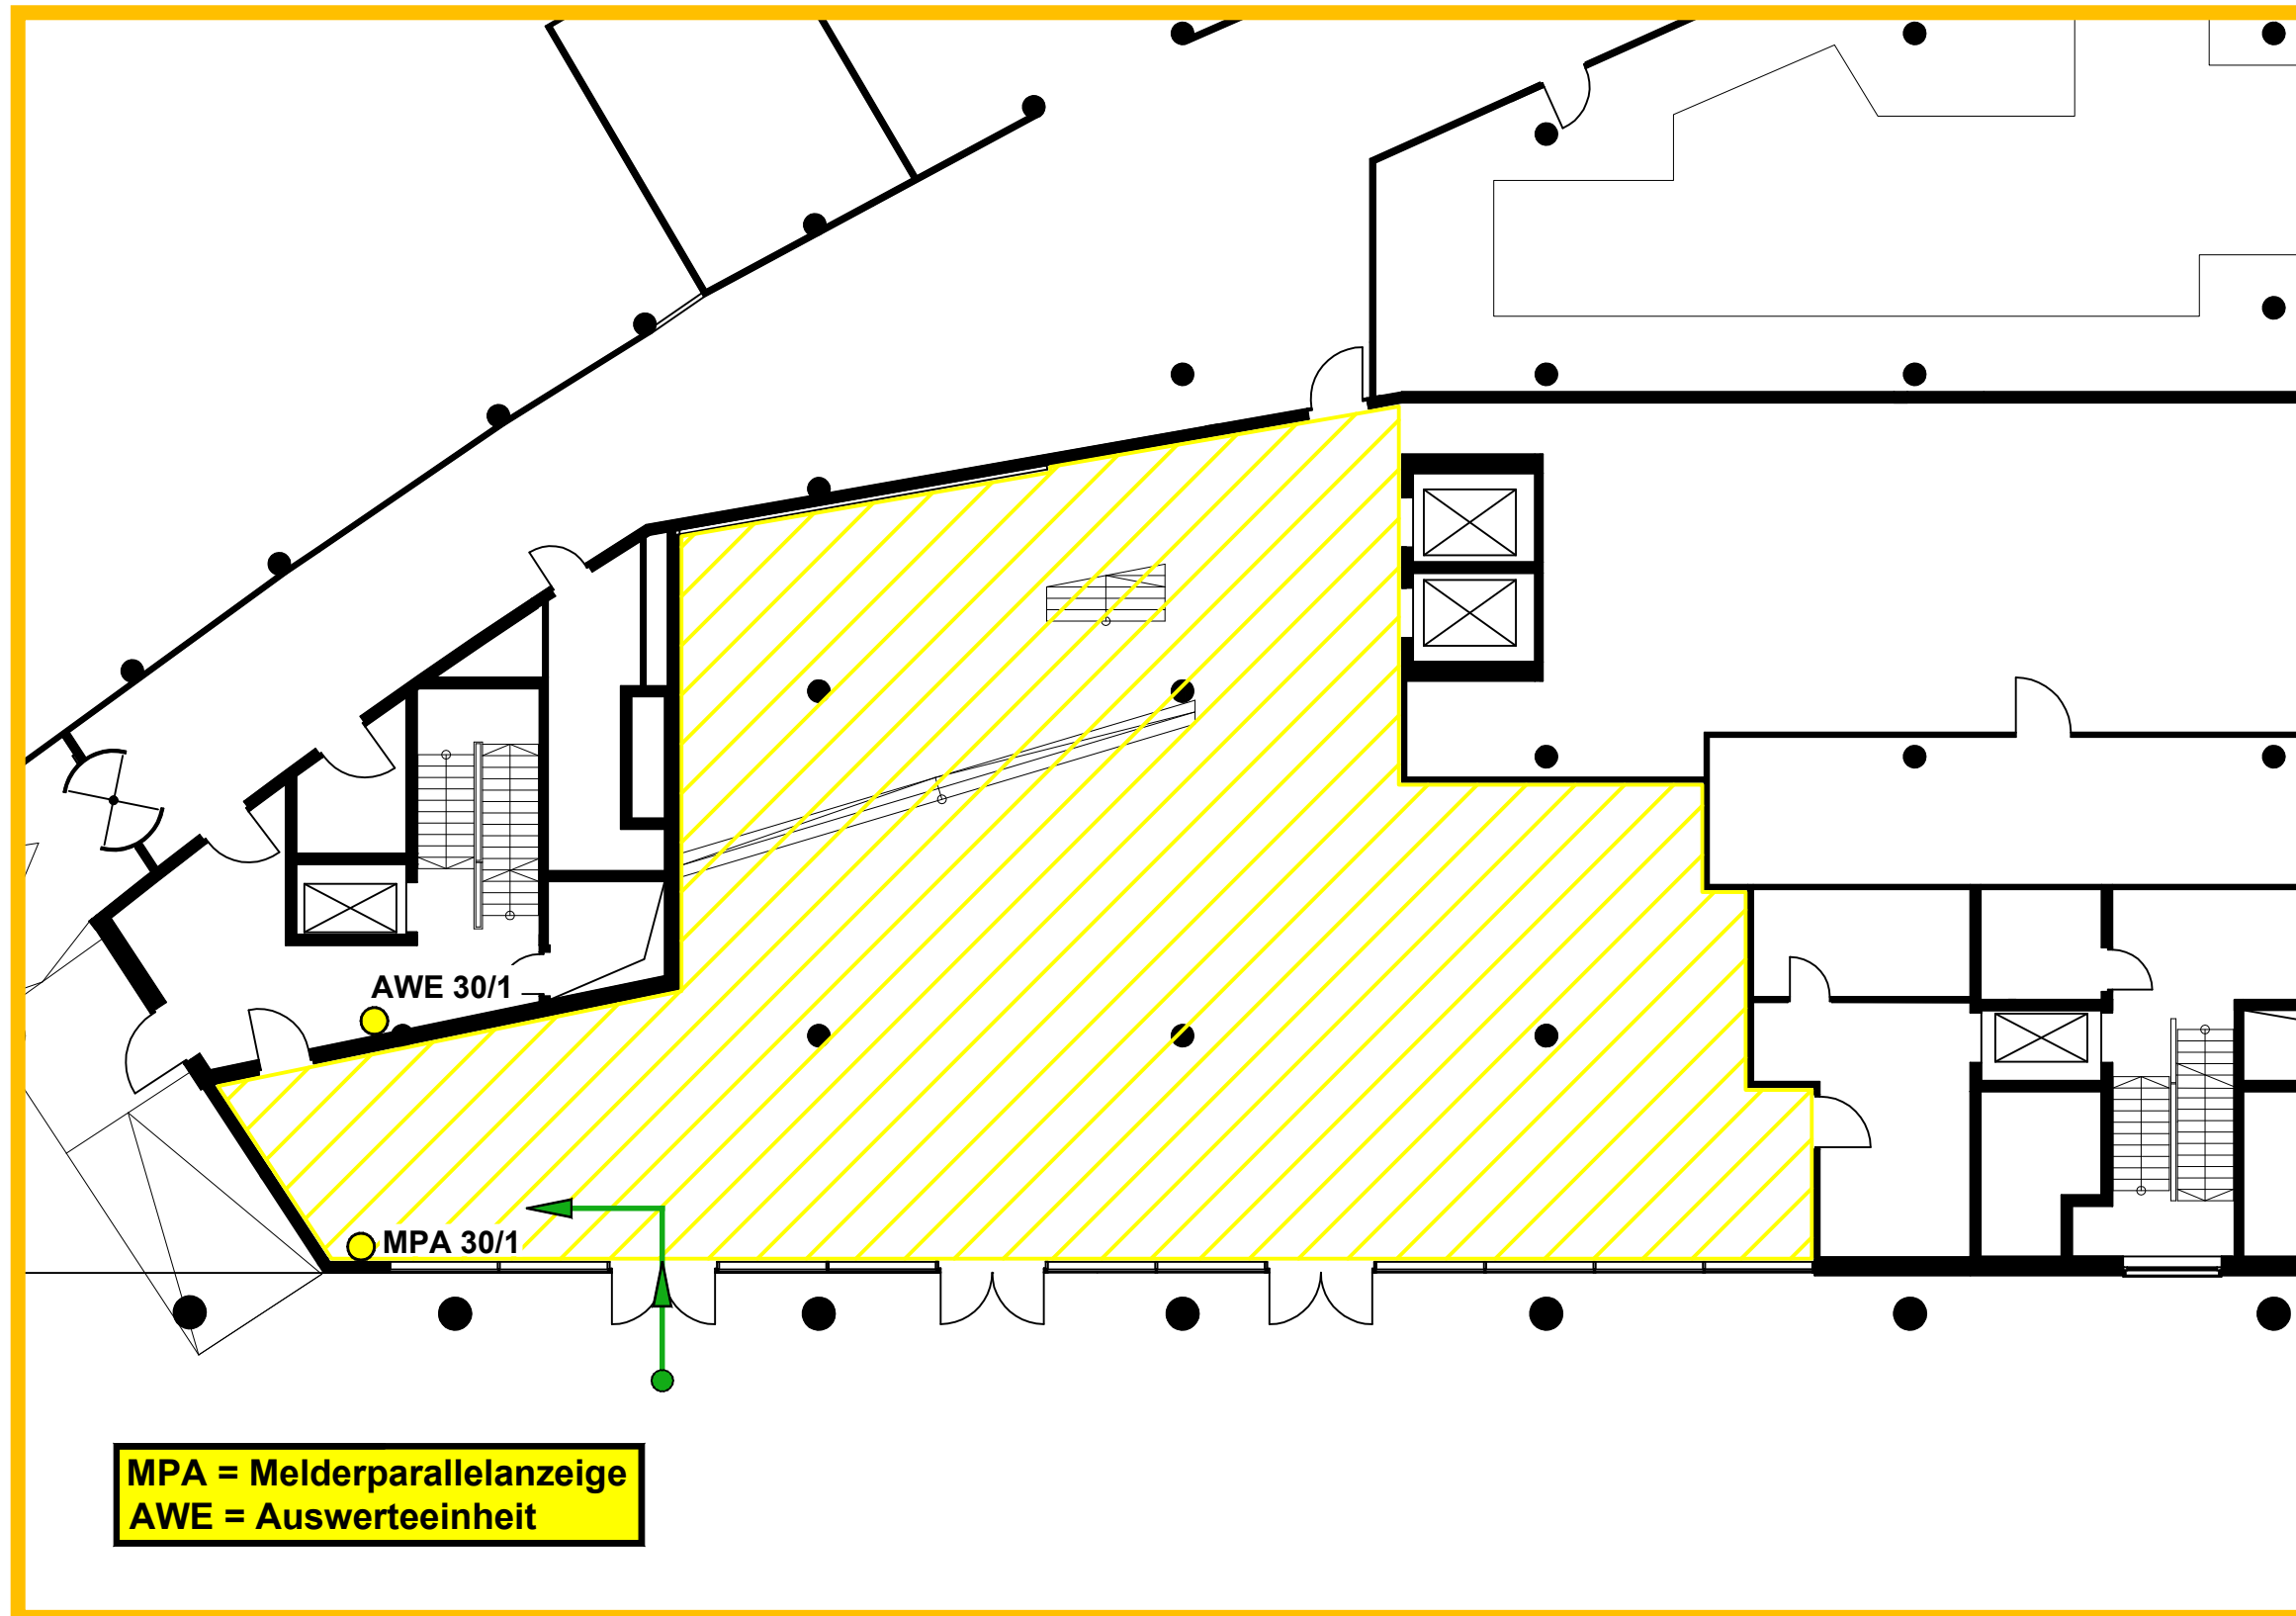 AWE 30/1
MPA 30/1
MPA = Melderparallelanzeige
AWE = Auswerteeinheit